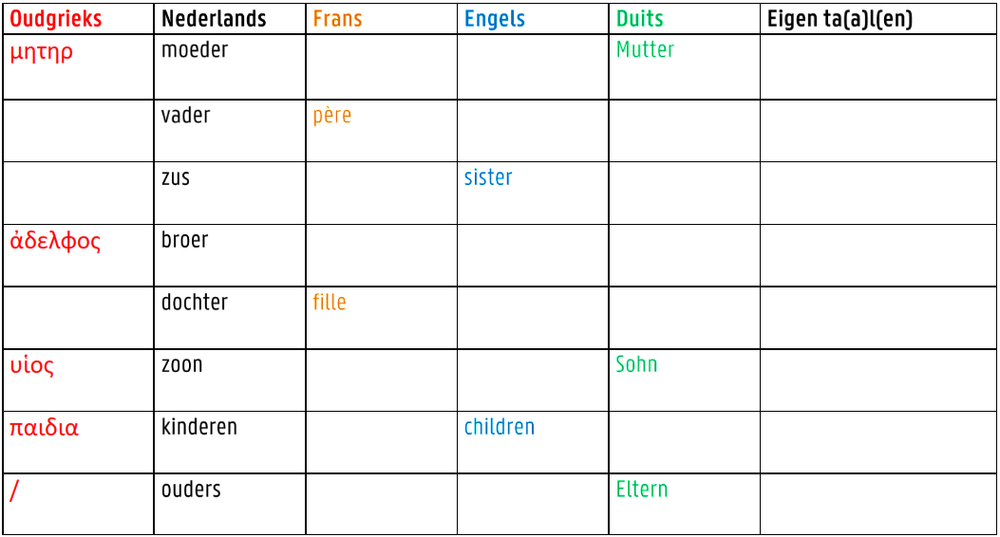 Oudgrieks Nederlands Frans Engels Duits Eigen ta(a)l(en)
μητηρ moeder Mutter
vader père
zus sister
ἀδελφος broer
dochter fille
υἱος zoon Sohn
παιδια kinderen children
/ ouders Eltern